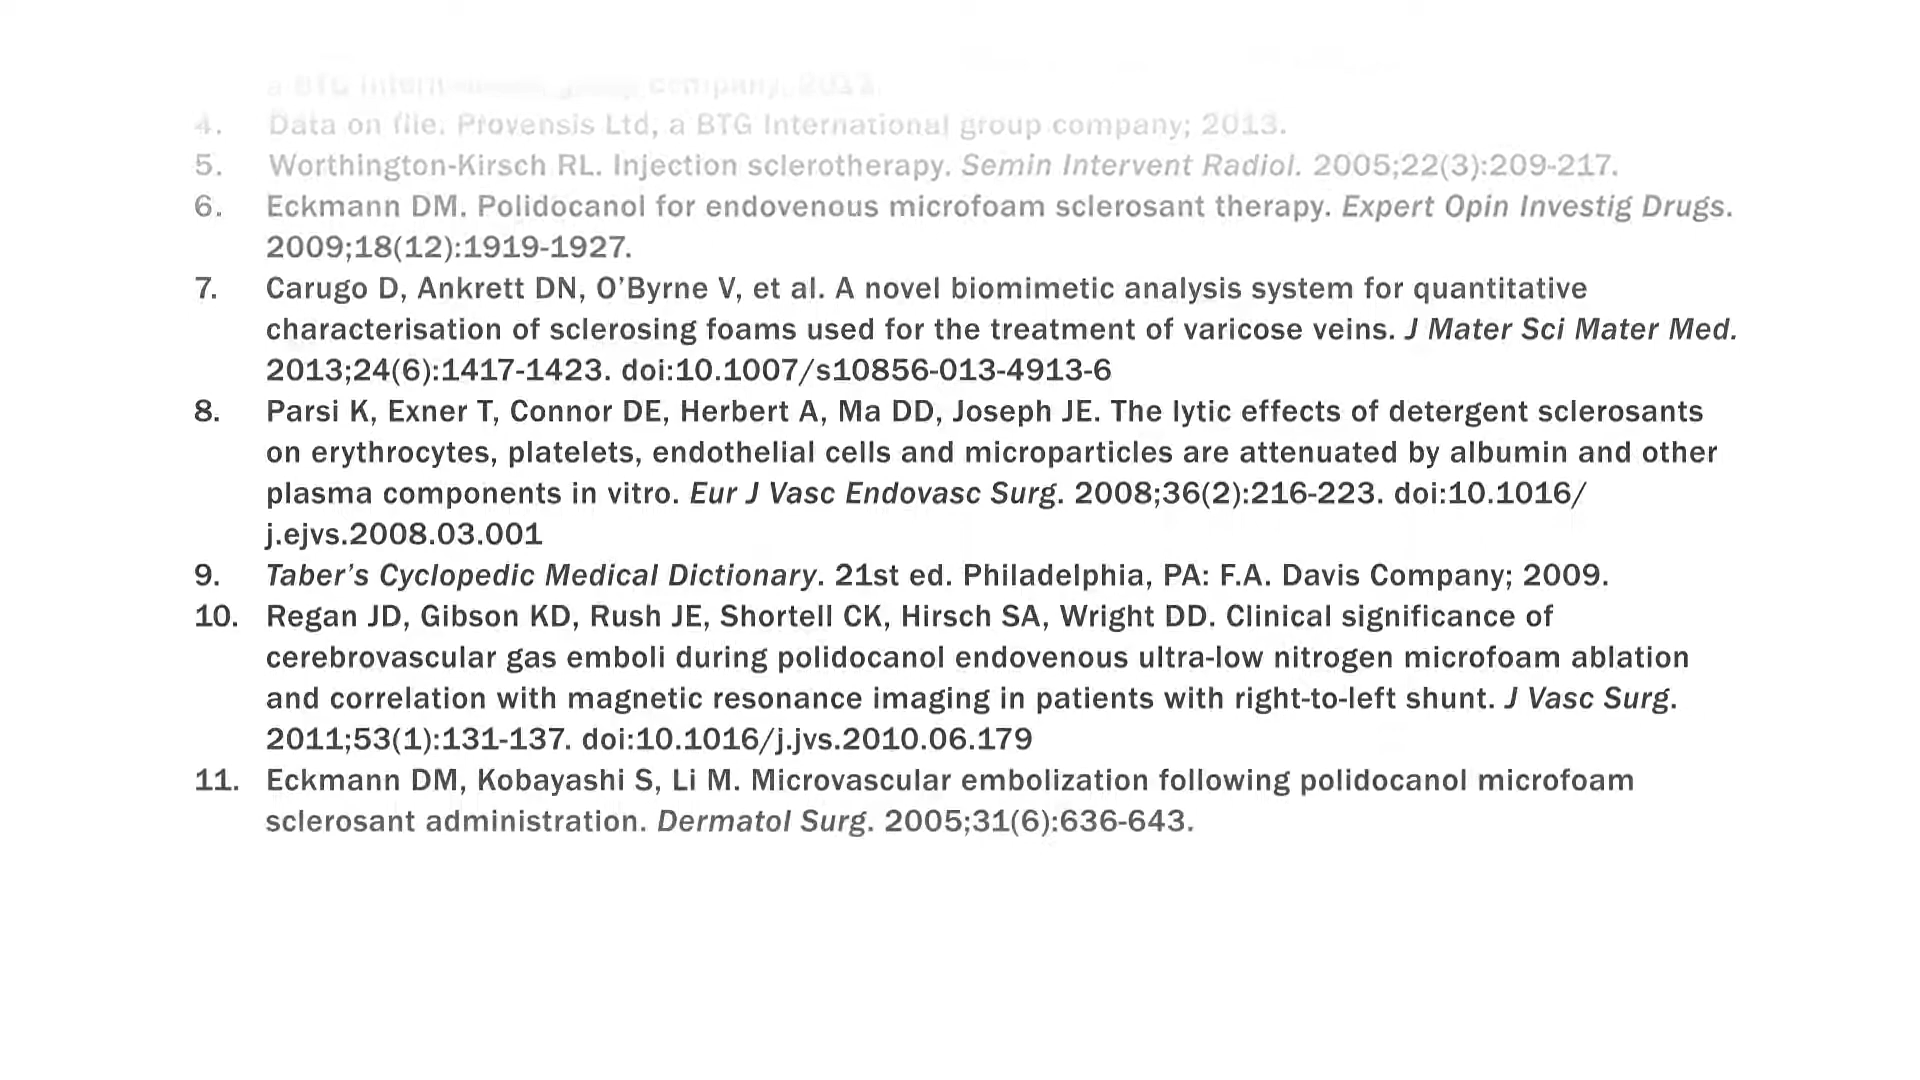 company, 2013.
4. Data on file. Provensis Ltd, a BTG International group company; 2013.
5. Worthington-Kirsch RL. Injection sclerotherapy. Semin Intervent Radiol. 2005;22(3):209-217.
6. Eckmann DM. Polidocanol for endovenous microfoam sclerosant therapy. Expert Opin Investig Drugs.
2009;18(12):1919-1927.
7. Carugo D, Ankrett DN, O’Byrne V, et al. A novel biomimetic analysis system for quantitative
characterisation of sclerosing foams used for the treatment of varicose veins. J Mater Sci Mater Med.
2013;24(6):1417-1423. doi:10.1007/s10856-013-4913-6
8. Parsi K, Exner T, Connor DE, Herbert A, Ma DD, Joseph JE. The lytic effects of detergent sclerosants
on erythrocytes, platelets, endothelial cells and microparticles are attenuated by albumin and other
plasma components in vitro. Eur J Vasc Endovasc Surg. 2008;36(2):216-223. doi:10.1016/
j.ejvs.2008.03.001
9. Taber’s Cyclopedic Medical Dictionary. 21st ed. Philadelphia, PA: F.A. Davis Company; 2009.
10. Regan JD, Gibson KD, Rush JE, Shortell CK, Hirsch SA, Wright DD. Clinical significance of
cerebrovascular gas emboli during polidocanol endovenous ultra-low nitrogen microfoam ablation
and correlation with magnetic resonance imaging in patients with right-to-left shunt. J Vasc Surg.
2011;53(1):131-137. doi:10.1016/j.jvs.2010.06.179
11. Eckmann DM, Kobayashi S, Li M. Microvascular embolization following polidocanol microfoam
sclerosant administration. Dermatol Surg. 2005;31(6):636-643.